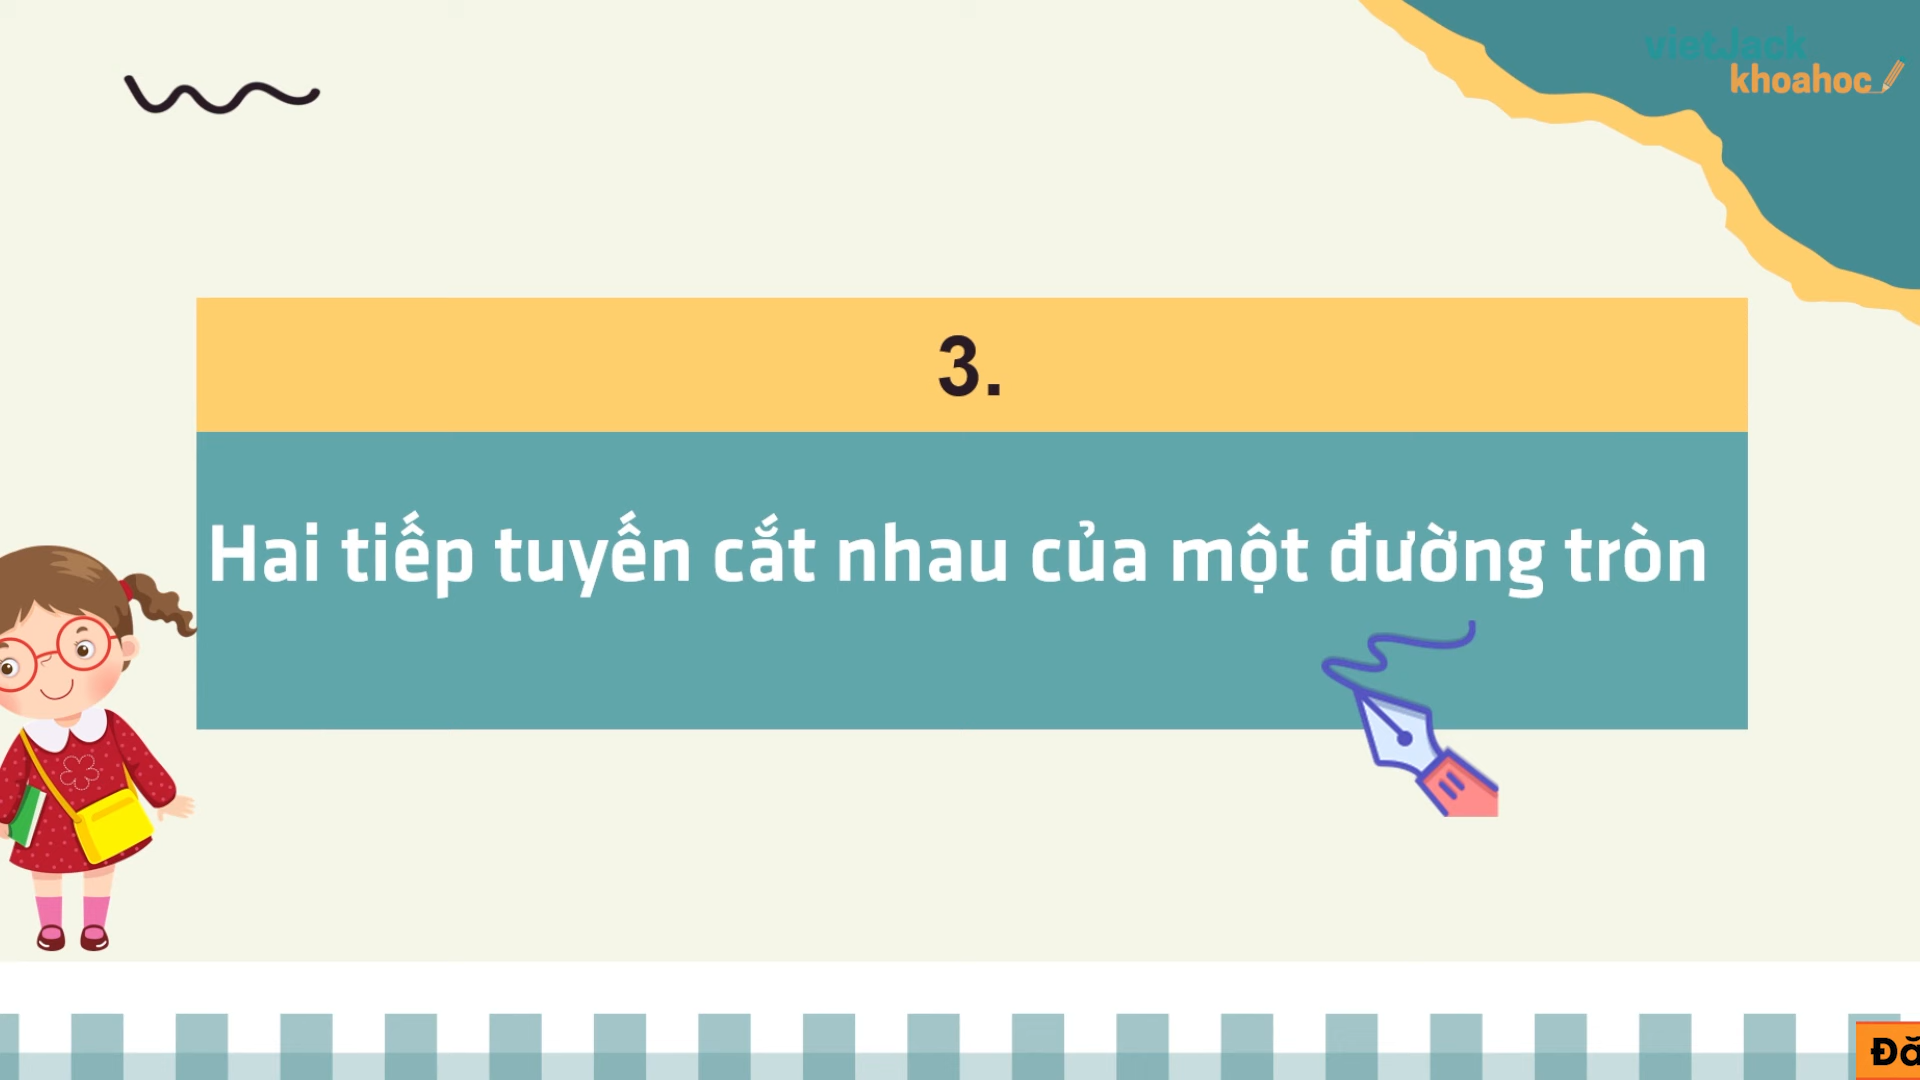 vietJack
khoahoc
3.
Hai tiếp tuyến cắt nhau của một đường tròn